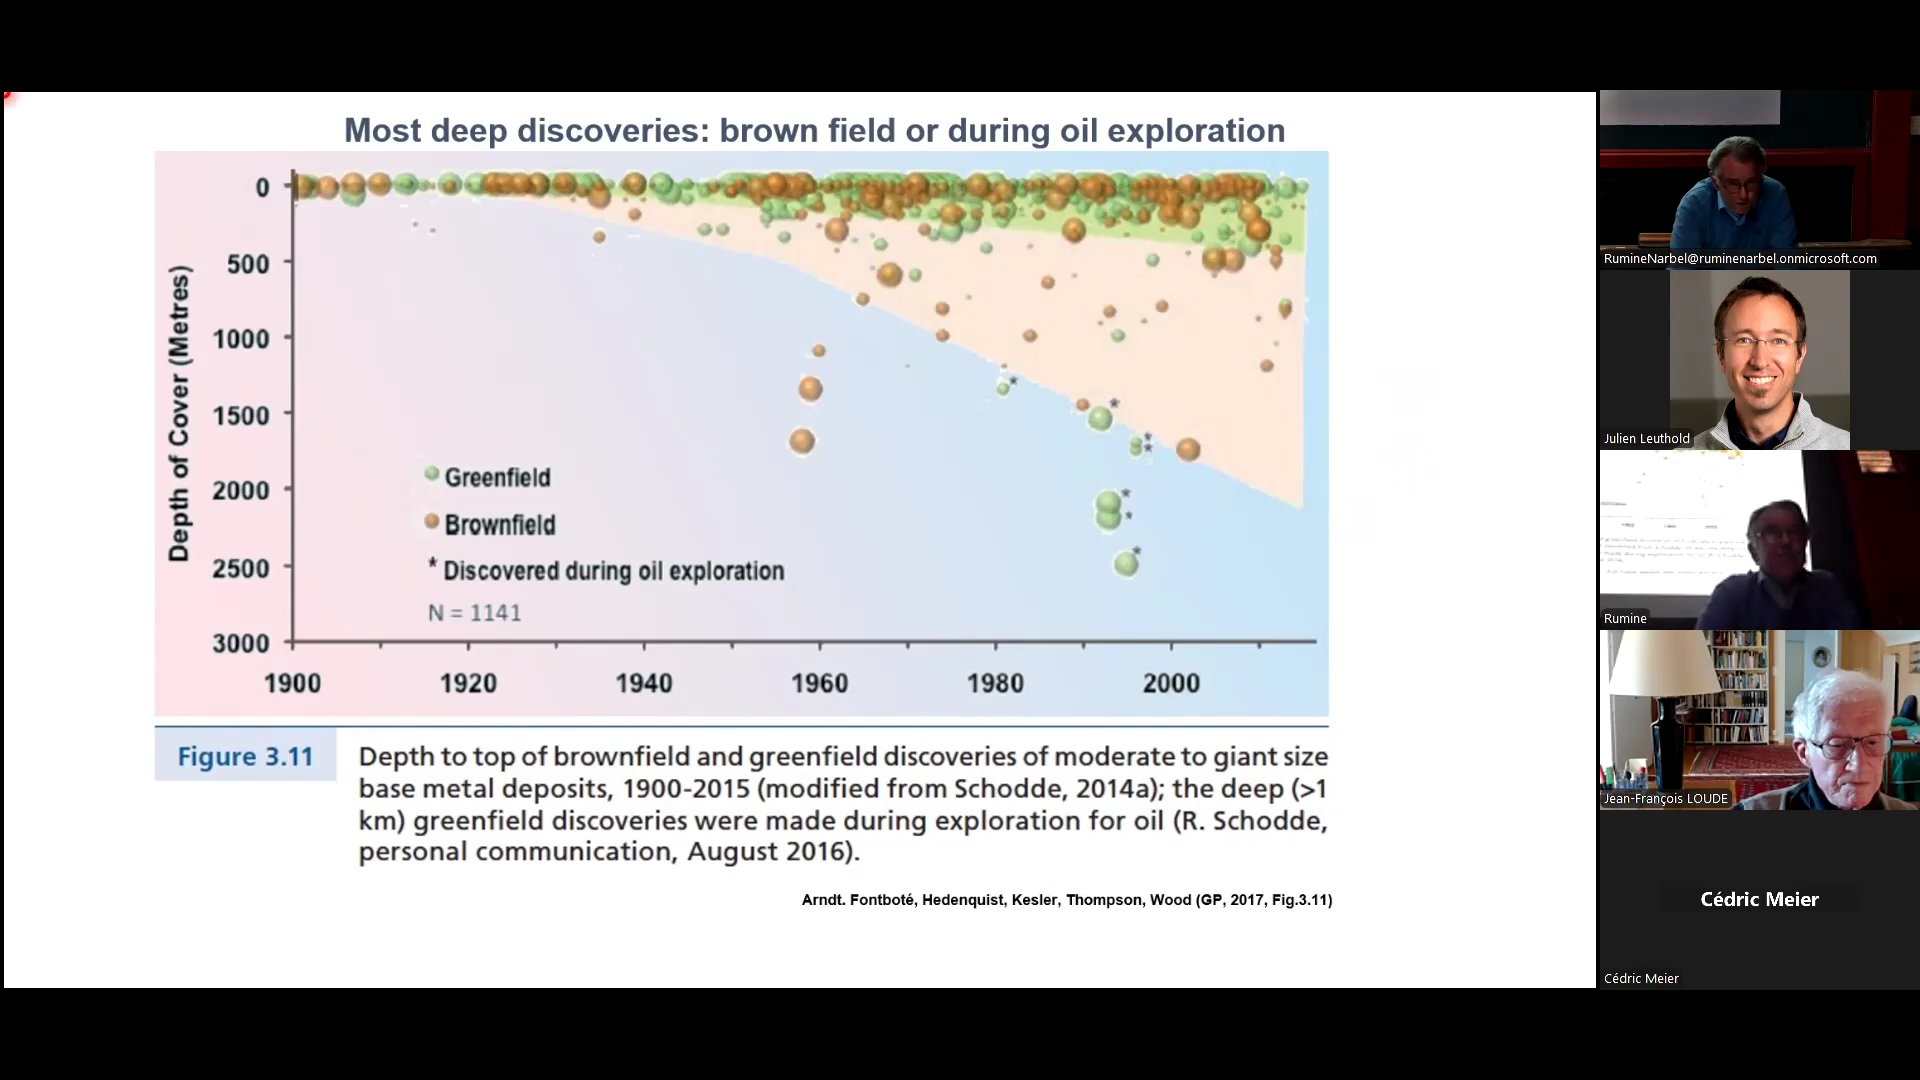 Most deep discoveries: brown field or during oil exploration
Depth of Cover (Metres)
0
500
1000
1500
2000
2500
3000
1900 1920 1940 1960 1980 2000
Greenfield
Brownfield
* Discovered during oil exploration
N = 1141
Figure 3.11
Depth to top of brownfield and greenfield discoveries of moderate to giant size
base metal deposits, 1900-2015 (modified from Schodde, 2014a); the deep (>1
km) greenfield discoveries were made during exploration for oil (R. Schodde,
personal communication, August 2016).
Arndt. Fontboté, Hedenquist, Kesler, Thompson, Wood (GP, 2017, Fig.3.11)
RumineNarbel@ruminenarbel.onmicrosoft.com
Julien Leuthold
Rumine
Jean-François LOUDE
Cédric Meier
Cédric Meier